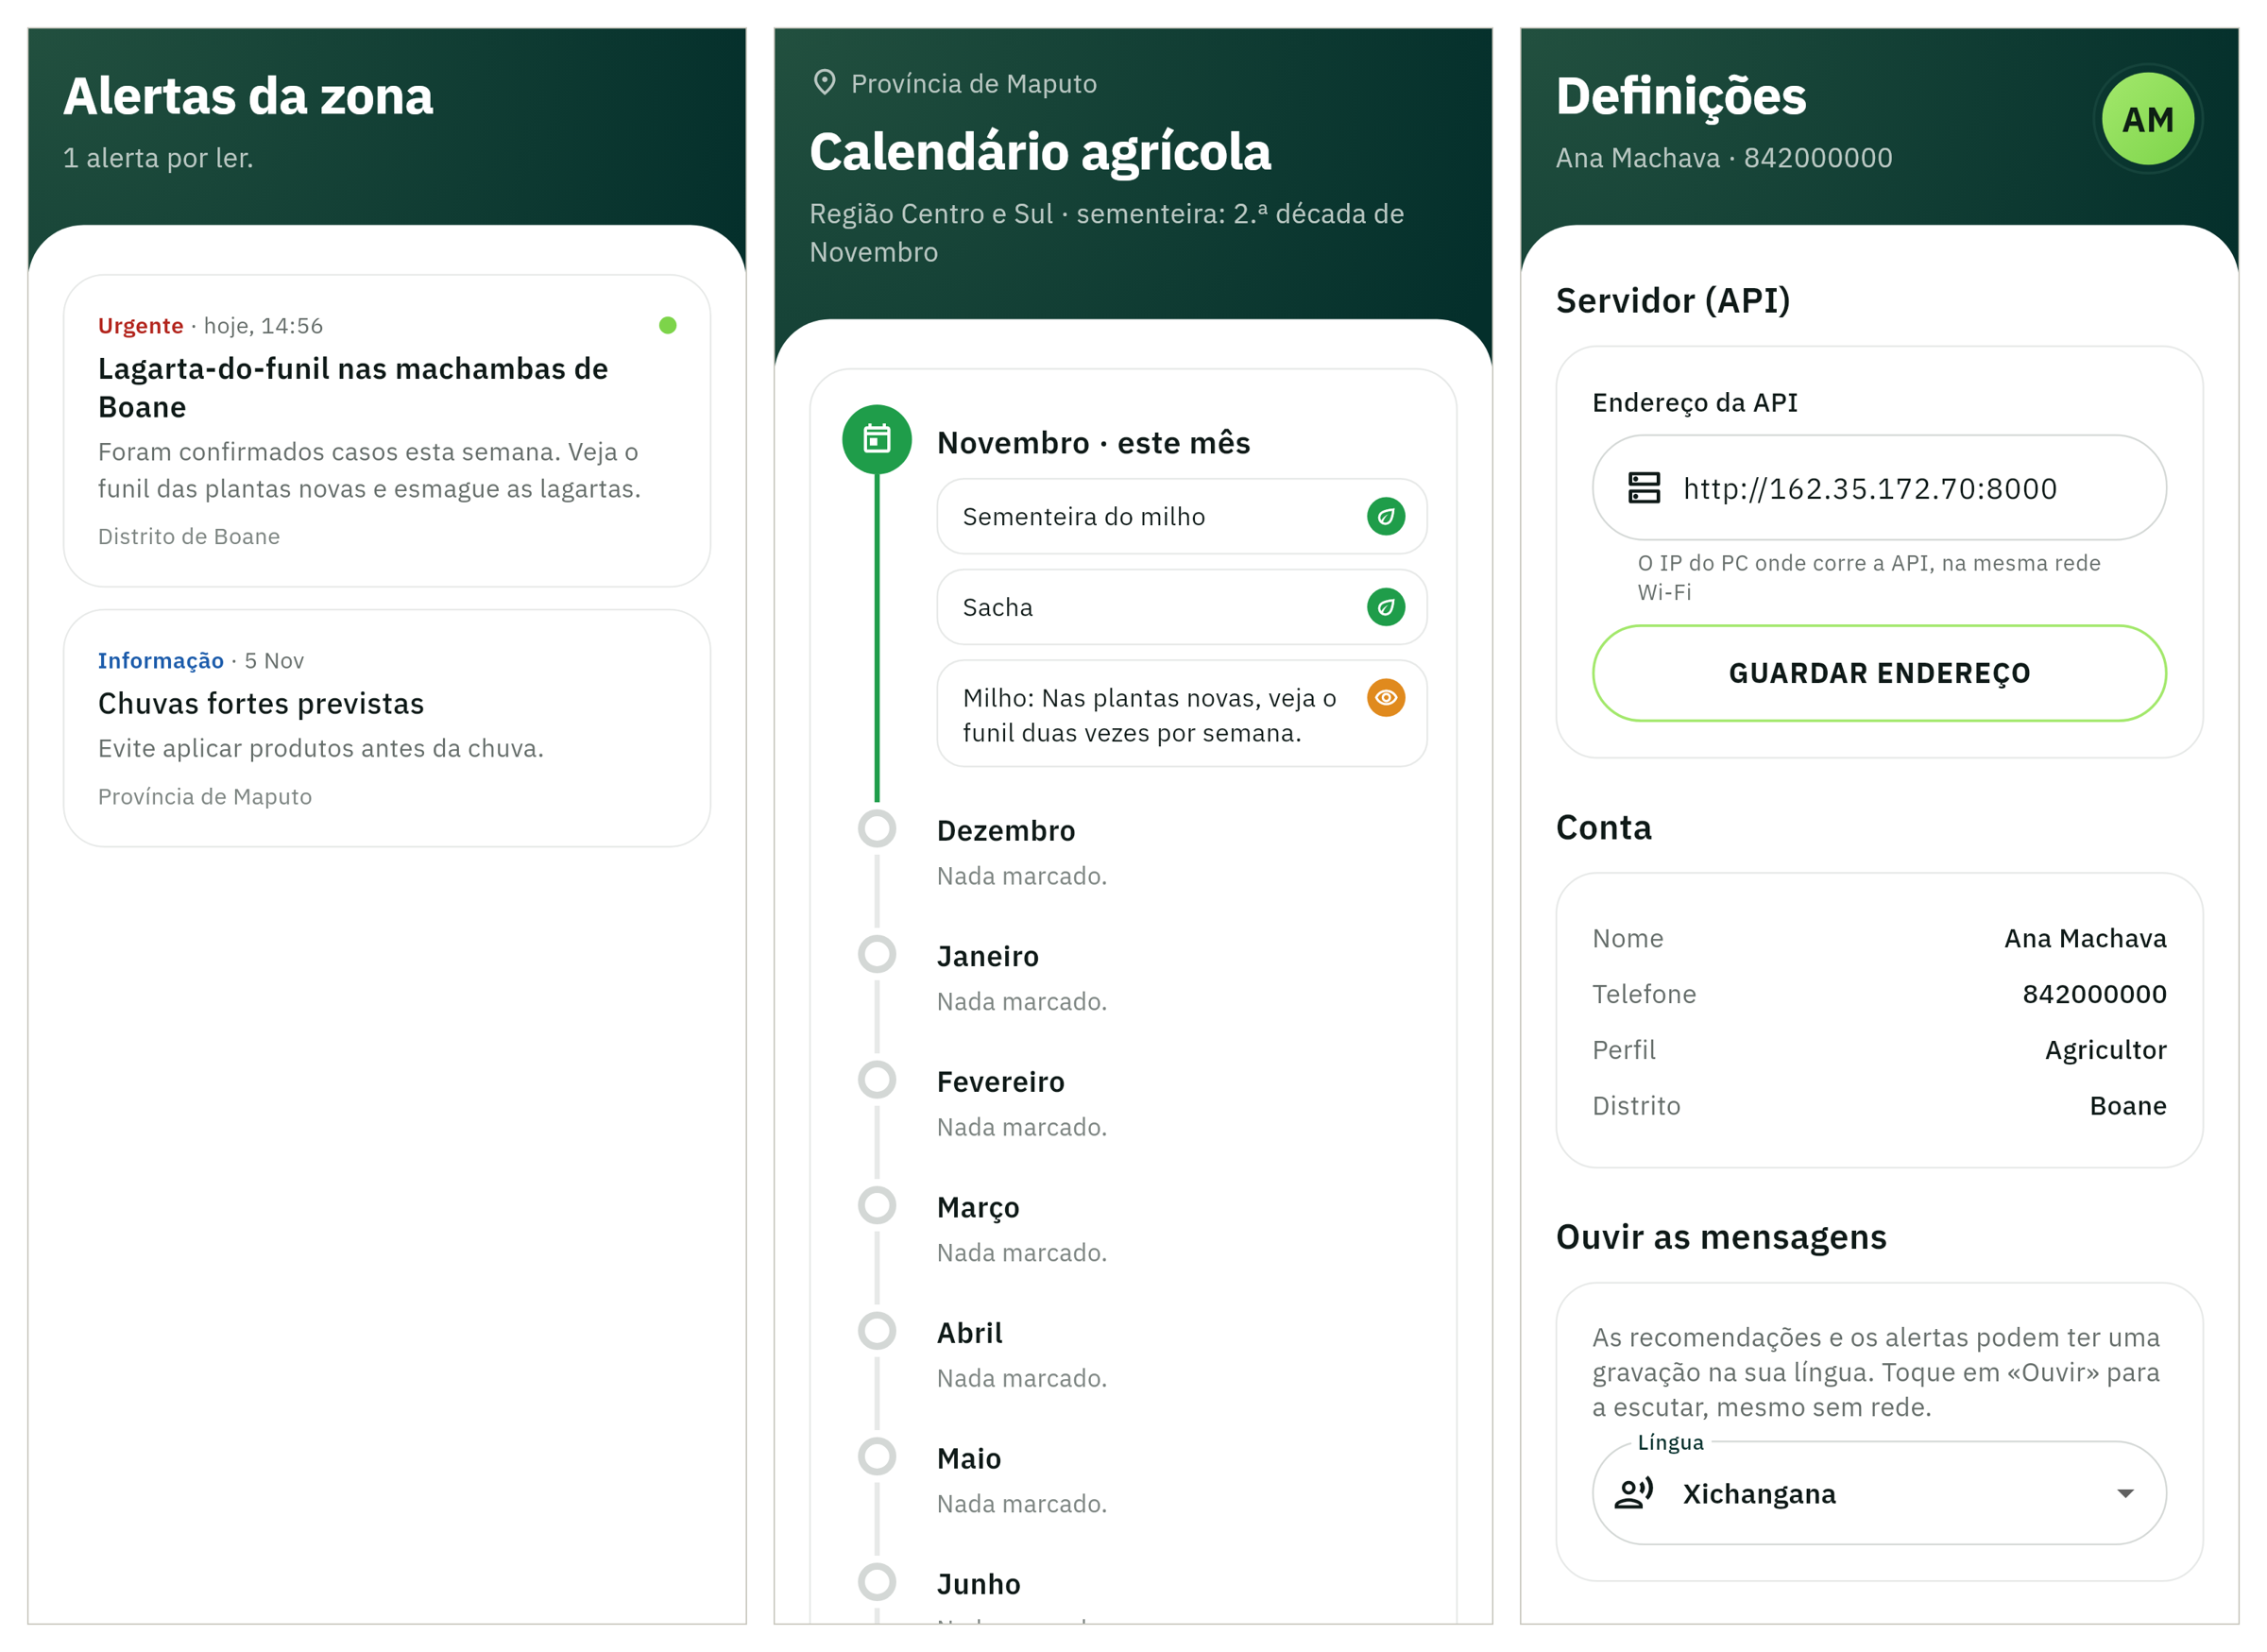 Alertas da zona
1 alerta por ler.
Urgente · hoje, 14:56
Lagarta-do-funil nas machambas de
Boane
Foram confirmados casos esta semana. Veja o
funil das plantas novas e esmague as lagartas.
Distrito de Boane
Informação · 5 Nov
Chuvas fortes previstas
Evite aplicar produtos antes da chuva.
Província de Maputo
Província de Maputo
Calendário agrícola
Região Centro e Sul · sementeira: 2.ª década de
Novembro
Novembro · este mês
Sementeira do milho
Sacha
Milho: Nas plantas novas, veja o
funil duas vezes por semana.
Dezembro
Nada marcado.
Janeiro
Nada marcado.
Fevereiro
Nada marcado.
Março
Nada marcado.
Abril
Nada marcado.
Maio
Nada marcado.
Junho
Definições
Ana Machava · 842000000
AM
Servidor (API)
Endereço da API
http://162.35.172.70:8000
O IP do PC onde corre a API, na mesma rede
Wi-Fi
GUARDAR ENDEREÇO
Conta
Nome Ana Machava
Telefone 842000000
Perfil Agricultor
Distrito Boane
Ouvir as mensagens
As recomendações e os alertas podem ter uma
gravação na sua língua. Toque em «Ouvir» para
a escutar, mesmo sem rede.
Língua
Xichangana